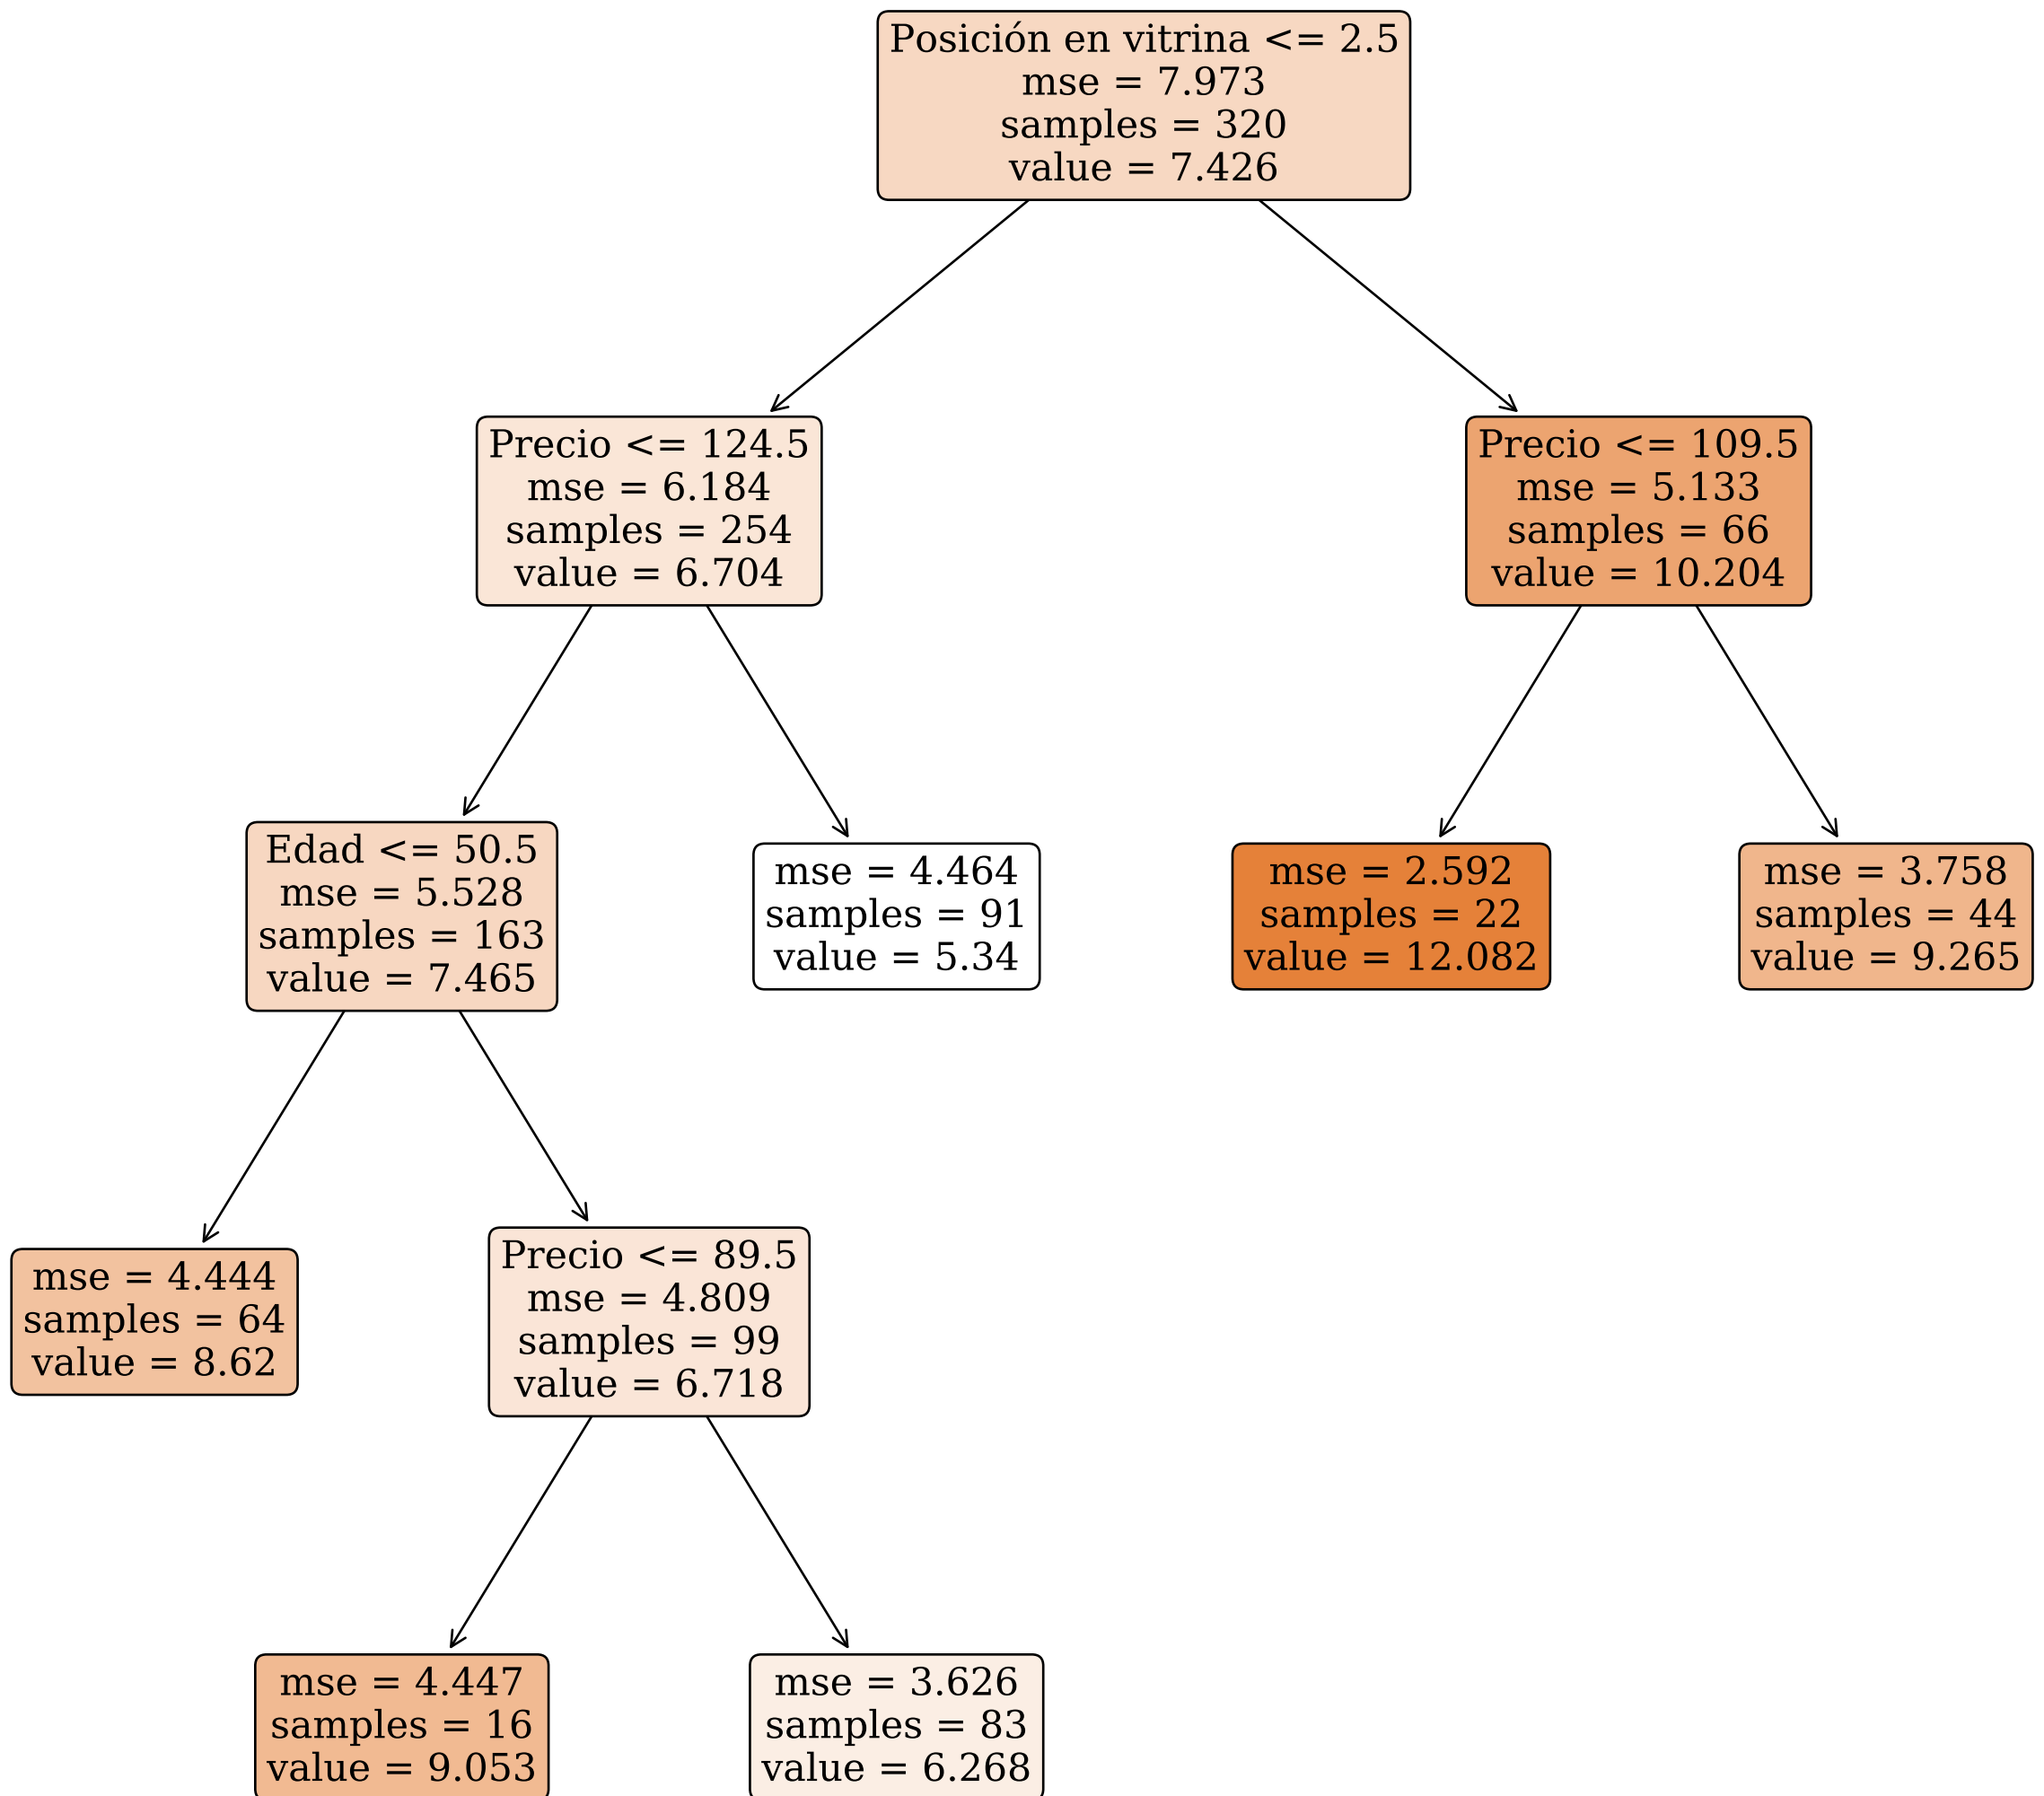 Posición en vitrina <= 2.5
mse = 7.973
samples = 320
value = 7.426
Precio <= 124.5
mse = 6.184
samples = 254
value = 6.704
Precio <= 109.5
mse = 5.133
samples = 66
value = 10.204
Edad <= 50.5
mse = 5.528
samples = 163
value = 7.465
mse = 4.464
samples = 91
value = 5.34
mse = 2.592
samples = 22
value = 12.082
mse = 3.758
samples = 44
value = 9.265
mse = 4.444
samples = 64
value = 8.62
Precio <= 89.5
mse = 4.809
samples = 99
value = 6.718
mse = 4.447
samples = 16
value = 9.053
mse = 3.626
samples = 83
value = 6.268